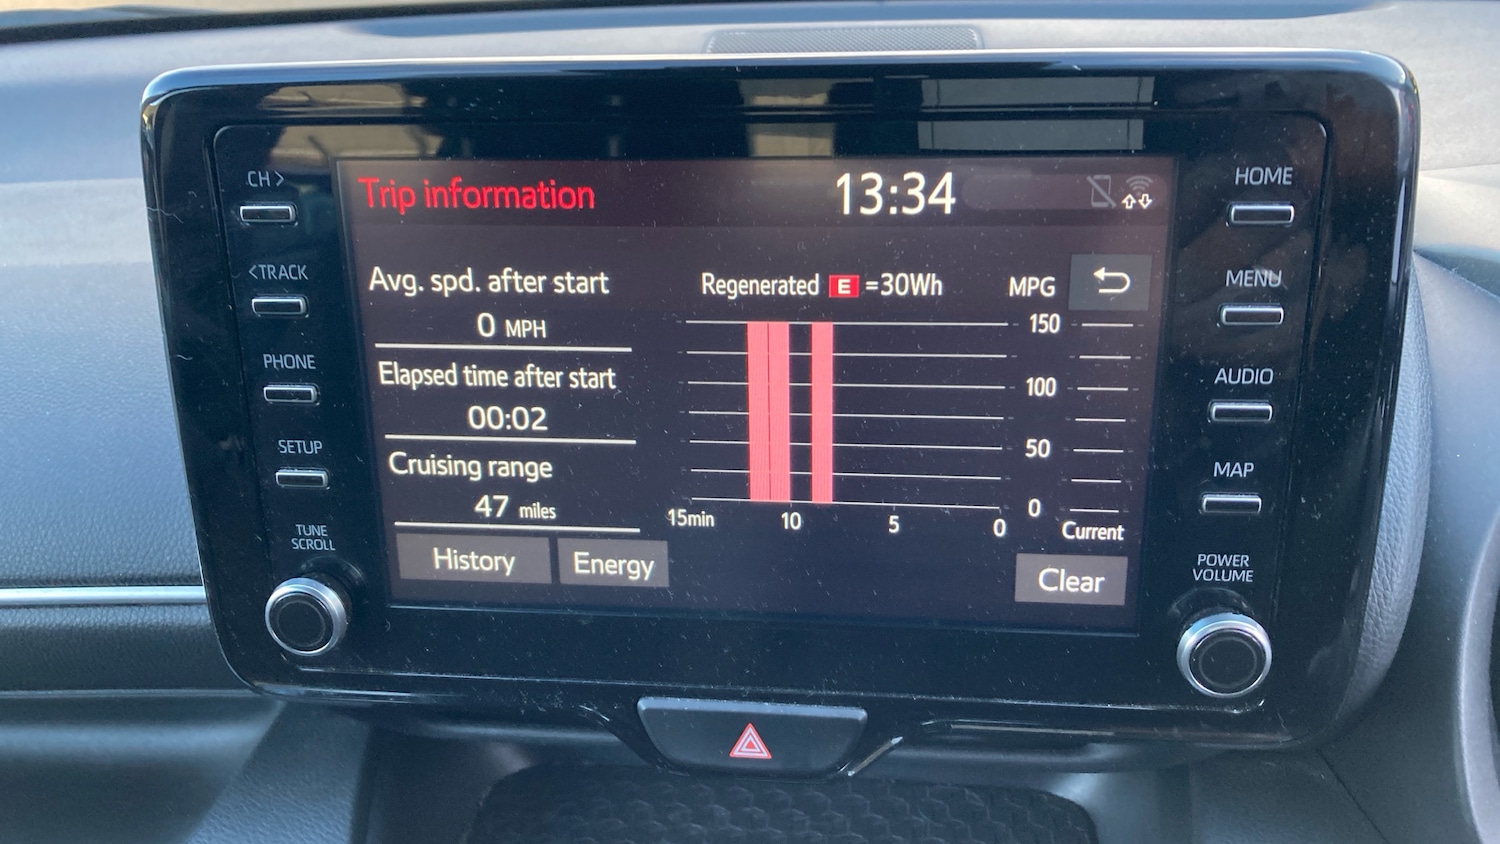 CH >
<TRACK
PHONE
SETUP
TUNE
SCROLL
Trip information
13:34
Avg. spd. after start
0 MPH
Elapsed time after start
00:02
Cruising range
47 miles
History
Energy
Regenerated E =30Wh
MPG
150
100
50
0
15min
10
5
0
Current
Clear
HOME
MENU
AUDIO
MAP
POWER
VOLUME